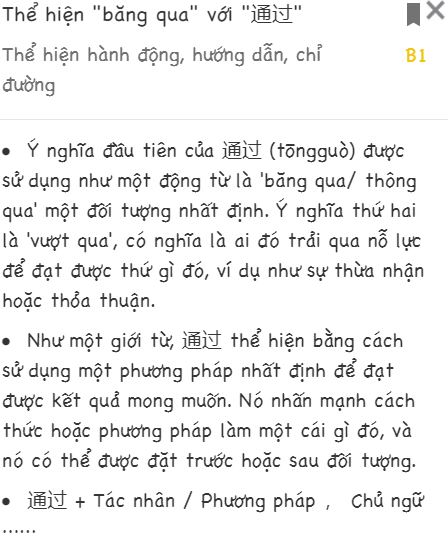 Thể hiện "băng qua" với "通过"
Thể hiện hành động, hướng dẫn, chỉ
đường
B1
● Ý nghĩa đầu tiên của 通过 (tōngguò) được
sử dụng như một động từ là 'băng qua/ thông
qua' một đối tượng nhất định. Ý nghĩa thứ hai
là 'vượt qua', có nghĩa là ai đó trải qua nỗ lực
để đạt được thứ gì đó, ví dụ như sự thừa nhận
hoặc thỏa thuận.
● Như một giới từ, 通过 thể hiện bằng cách
sử dụng một phương pháp nhất định để đạt
được kết quả mong muốn. Nó nhấn mạnh cách
thức hoặc phương pháp làm một cái gì đó, và
nó có thể được đặt trước hoặc sau đối tượng.
● 通过 + Tác nhân / Phương pháp , Chủ ngữ
......